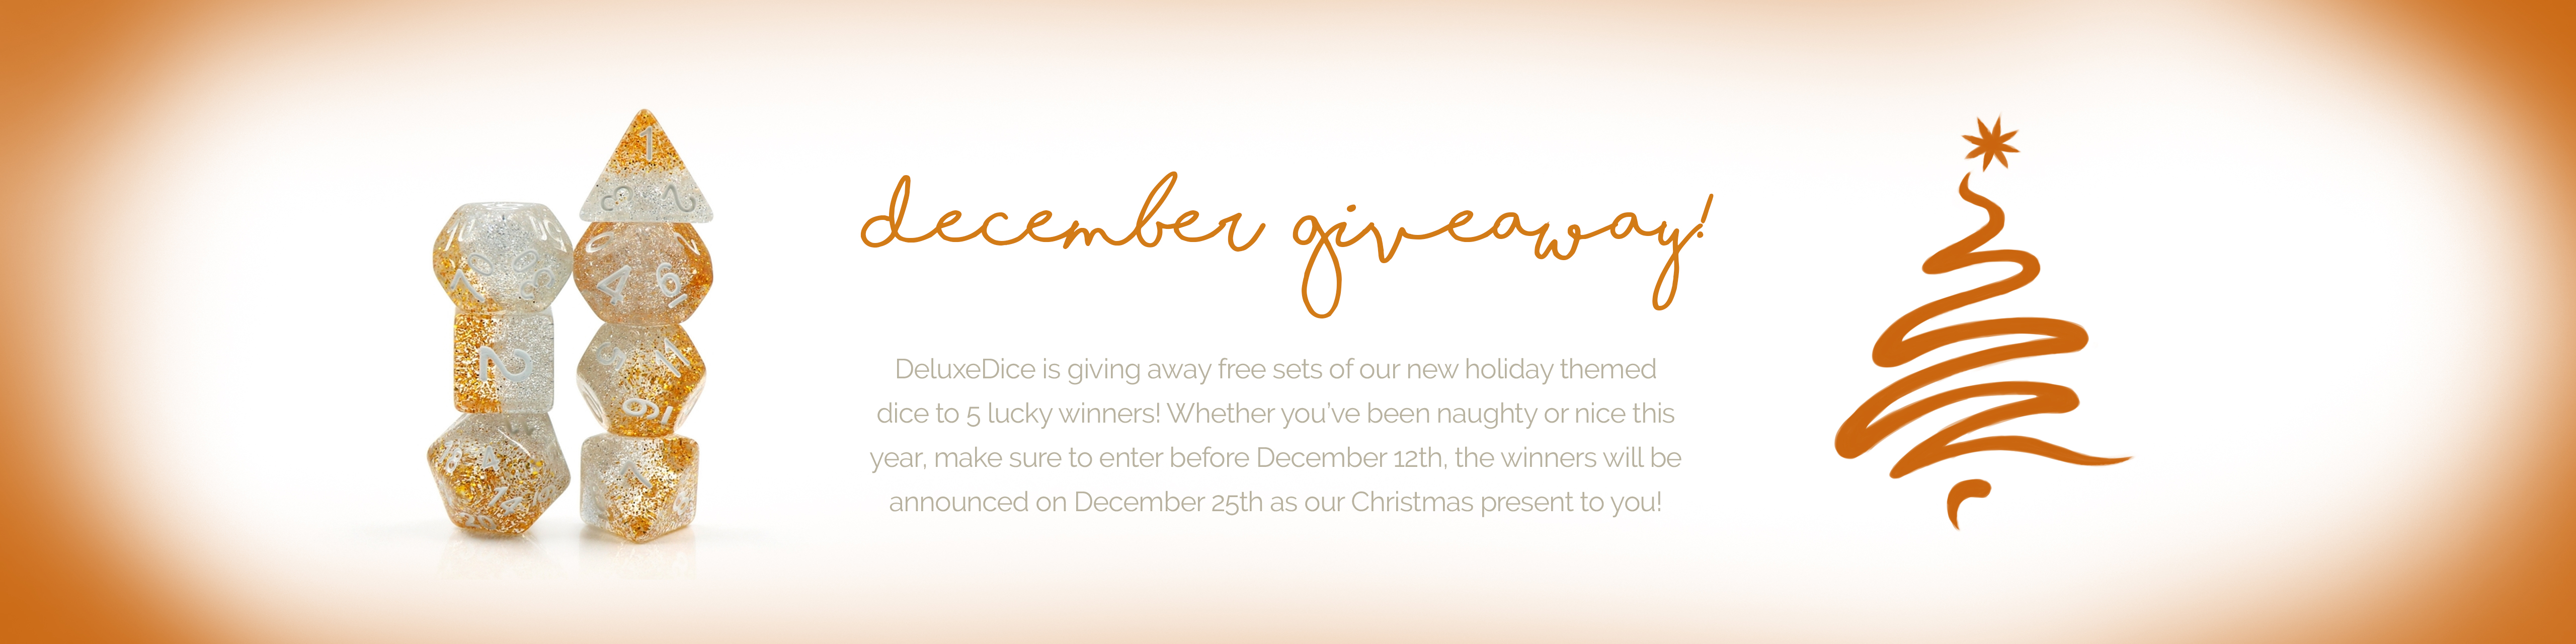 december giveaway!
DeluxeDice is giving away free sets of our new holiday themed
dice to 5 lucky winners! Whether you've been naughty or nice this
year, make sure to enter before December 12th, the winners will be
announced on December 25th as our Christmas present to you!